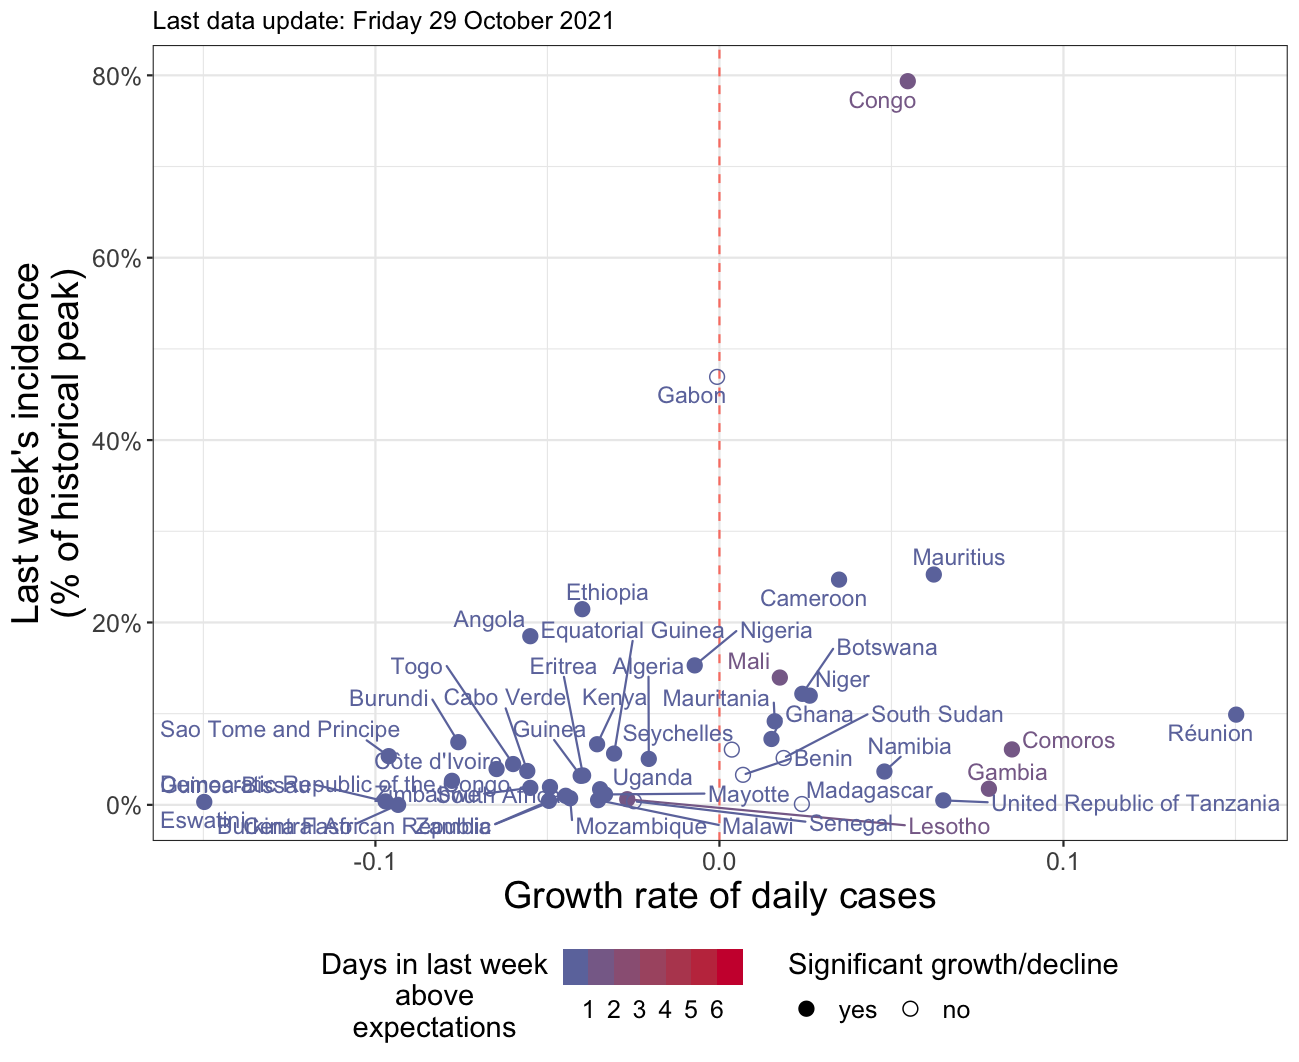 Last data update: Friday 29 October 2021
Last week's incidence
(% of historical peak)
80%
60%
40%
20%
0%
Congo
Gabon
Mauritius
Cameroon
Ethiopia
Angola
Equatorial Guinea
Nigeria
Botswana
Togo
Eritrea
Algeria
Mali
Niger
Burundi
Cabo Verde
Kenya
Mauritania
Ghana
South Sudan
Sao Tome and Principe
Guinea
Seychelles
Réunion
Comoros
Namibia
Côte d'Ivoire
Benin
Gambia
Uganda
Democratic Republic of the Congo
Guinea-Bissau
Zimbabwe
South Africa
Mayotte
Madagascar
United Republic of Tanzania
Eswatini
Burkina Faso
Central African Republic
Zambia
Mozambique
Malawi
Senegal
Lesotho
-0.1
0.0
0.1
Growth rate of daily cases
Days in last week
above
expectations
1 2 3 4 5 6
Significant growth/decline
yes
no